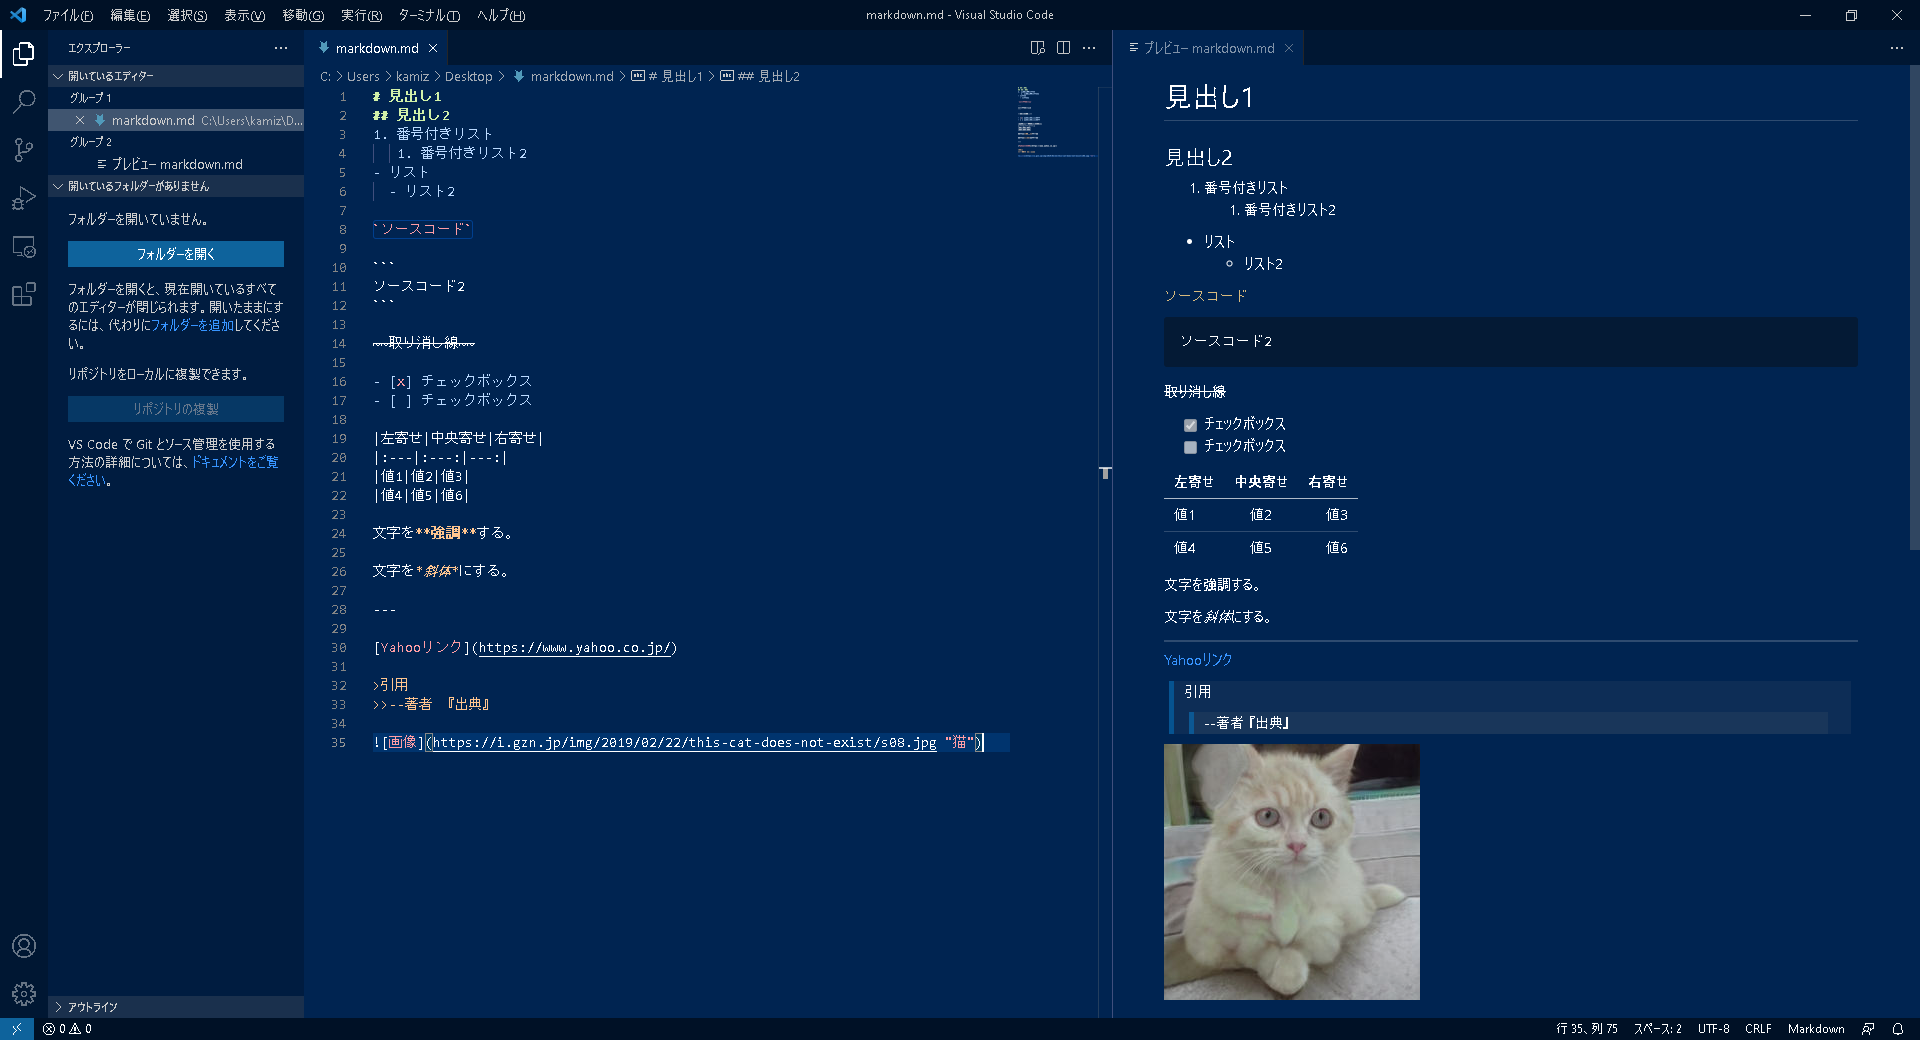 ファイル(F) 編集(E) 選択(S) 表示(V) 移動(G) 実行(R) ターミナル(T) ヘルプ(H)
markdown.md - Visual Studio Code
エクスプローラー
開いているエディター
グループ 1
markdown.md C:\Users\kamiz\D...
グループ 2
プレビュー markdown.md
開いているフォルダーがありません
フォルダーを開いていません。
フォルダーを開く
フォルダーを開くと、現在開いているすべて
のエディターが閉じられます。開いたままにす
るには、代わりにフォルダーを追加してくださ
い。
リポジトリをローカルに複製できます。
リポジトリの複製
VS Code で Git とソース管理を使用する
方法の詳細については、ドキュメントをご覧
ください。
アウトライン
markdown.md
C: > Users > kamiz > Desktop > markdown.md > # 見出し1 > ## 見出し2
1 # 見出し1
2 ## 見出し2
3 1. 番号付きリスト
4 1. 番号付きリスト2
5 - リスト
6 - リスト2
7
8 `ソースコード`
9
10 ```
11 ソースコード2
12 ```
13
14 ~~取り消し線~~
15
16 - [x] チェックボックス
17 - [ ] チェックボックス
18
19 |左寄せ|中央寄せ|右寄せ|
20 |:---|:---:|---:|
21 |値1|値2|値3|
22 |値4|値5|値6|
23
24 文字を**強調**する。
25
26 文字を*斜体*にする。
27
28 ---
29
30 [Yahooリンク](https://www.yahoo.co.jp/)
31
32 >引用
33 >>--著者 『出典』
34
35 ![画像](https://i.gzn.jp/img/2019/02/22/this-cat-does-not-exist/s08.jpg "猫")
プレビュー markdown.md
見出し1
見出し2
1. 番号付きリスト
1. 番号付きリスト2
リスト
リスト2
ソースコード
ソースコード2
取り消し線
チェックボックス
チェックボックス
左寄せ 中央寄せ 右寄せ
値1 値2 値3
値4 値5 値6
文字を強調する。
文字を斜体にする。
Yahooリンク
引用
--著者『出典』
0 0
行 35、列 75 スペース: 2 UTF-8 CRLF Markdown